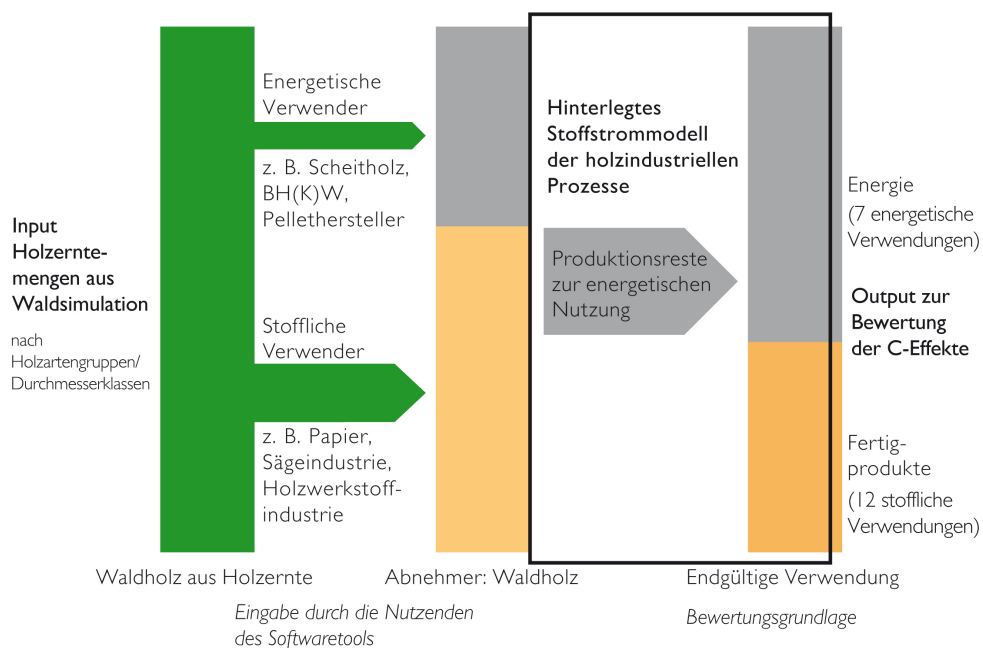 Input
Holzernte-
mengen aus
Waldsimulation
nach
Holzartengruppen/
Durchmesserklassen
Energetische
Verwender
z. B. Scheitholz,
BH(K)W,
Pellethersteller
Stoffliche
Verwender
z. B. Papier,
Sägeindustrie,
Holzwerkstoff-
industrie
Hinterlegtes
Stoffstrommodell
der holzindustriellen
Prozesse
Produktionsreste
zur energetischen
Nutzung
Energie
(7 energetische
Verwendungen)
Output zur
Bewertung
der C-Effekte
Fertig-
produkte
(12 stoffliche
Verwendungen)
Waldholz aus Holzernte
Abnehmer: Waldholz
Endgültige Verwendung
Eingabe durch die Nutzenden
des Softwaretools
Bewertungsgrundlage